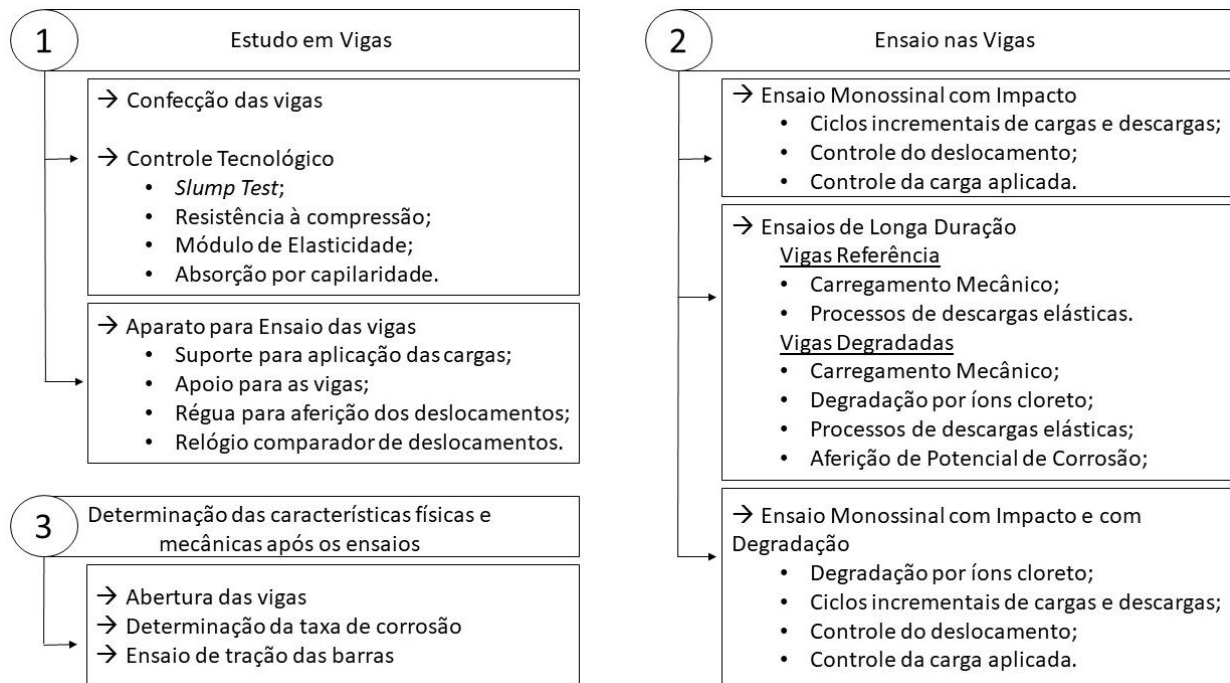 1
Estudo em Vigas
→ Confecção das vigas
→ Controle Tecnológico
• Slump Test;
• Resistência à compressão;
• Módulo de Elasticidade;
• Absorção por capilaridade.
→ Aparato para Ensaio das vigas
• Suporte para aplicação das cargas;
• Apoio para as vigas;
• Régua para aferição dos deslocamentos;
• Relógio comparador de deslocamentos.
2
Ensaio nas Vigas
→ Ensaio Monossinal com Impacto
• Ciclos incrementais de cargas e descargas;
• Controle do deslocamento;
• Controle da carga aplicada.
→ Ensaios de Longa Duração
Vigas Referência
• Carregamento Mecânico;
• Processos de descargas elásticas.
Vigas Degradadas
• Carregamento Mecânico;
• Degradação por íons cloreto;
• Processos de descargas elásticas;
• Aferição de Potencial de Corrosão;
→ Ensaio Monossinal com Impacto e com
Degradação
• Degradação por íons cloreto;
• Ciclos incrementais de cargas e descargas;
• Controle do deslocamento;
• Controle da carga aplicada.
3
Determinação das características físicas e
mecânicas após os ensaios
→ Abertura das vigas
→ Determinação da taxa de corrosão
→ Ensaio de tração das barras